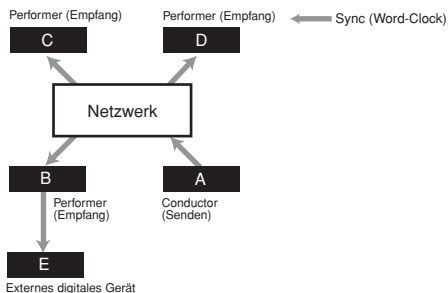 Performer (Empfang)
Performer (Empfang)
Sync (Word-Clock)
C
D
Netzwerk
B
A
Performer
(Empfang)
Conductor
(Senden)
E
Externes digitales Gerät